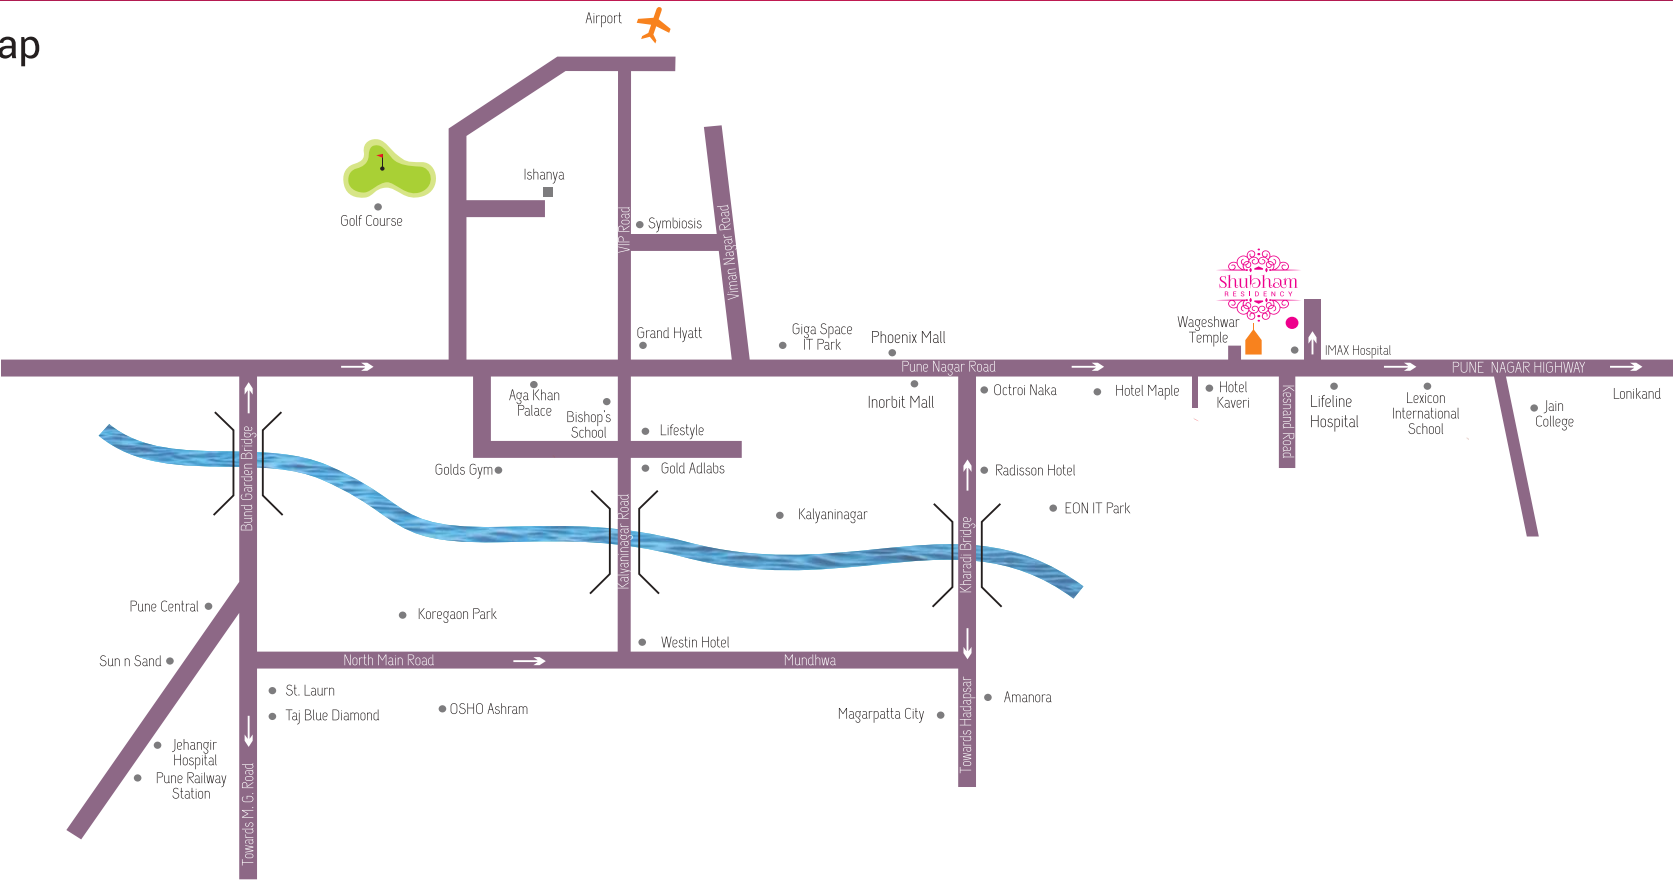 ap
Airport
Ishanya
Golf Course
VIP Road
Symbiosis
Viman Nagar Road
Shubham
RESIDENCY
Grand Hyatt
Giga Space
IT Park
Phoenix Mall
Wageshwar
Temple
IMAX Hospital
Pune Nagar Road
PUNE NAGAR HIGHWAY
Aga Khan
Palace
Bishop's
School
Inorbit Mall
Octroi Naka
Hotel Maple
Hotel
Kaveri
Kesnand Road
Lifeline
Hospital
Lexicon
International
School
Jain
College
Lonikand
Lifestyle
Golds Gym
Gold Adlabs
Radisson Hotel
Bund Garden Bridge
Kalyaninagar Road
Kalyaninagar
EON IT Park
Kharadi Bridge
Pune Central
Koregaon Park
Westin Hotel
Sun n Sand
North Main Road
Mundhwa
St. Laurn
Taj Blue Diamond
OSHO Ashram
Magarpatta City
Towards Hadapsar
Amanora
Jehangir
Hospital
Pune Railway
Station
Towards M. G. Road